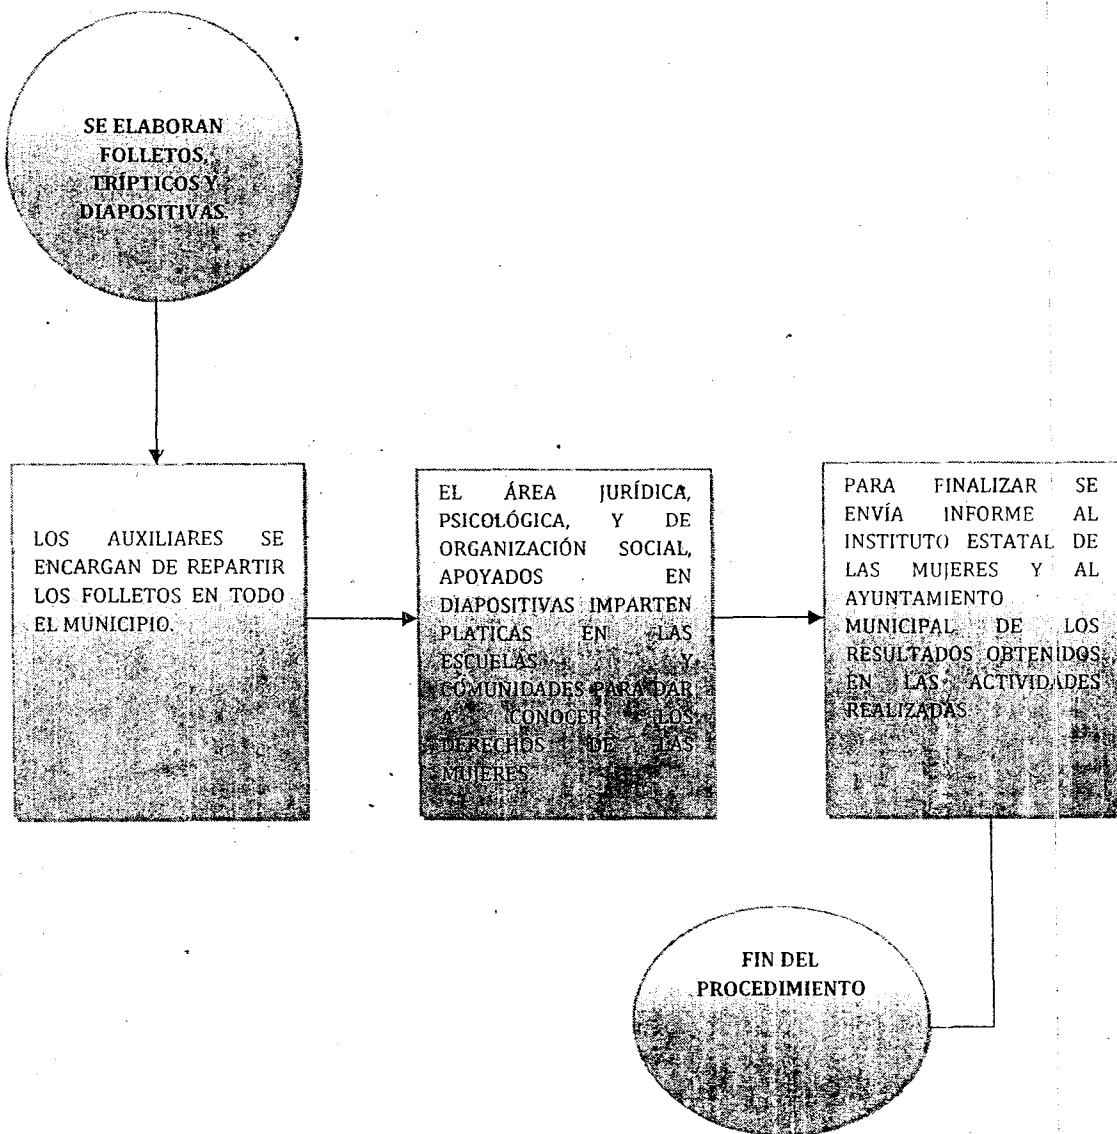 SE ELABORAN
FOLLETOS,
TRÍPTICOS Y
DIAPOSITIVAS.
LOS AUXILIARES SE
ENCARGAN DE REPARTIR
LOS FOLLETOS EN TODO
EL MUNICIPIO.
EL ÁREA JURÍDICA,
PSICOLÓGICA, Y DE
ORGANIZACIÓN SOCIAL,
APOYADOS EN
DIAPOSITIVAS IMPARTEN
PLATICAS EN LAS
ESCUELAS Y
COMUNIDADES PARA DAR
A CONOCER LOS
DERECHOS DE LAS
MUJERES
PARA FINALIZAR SE
ENVÍA INFORME AL
INSTITUTO ESTATAL DE
LAS MUJERES Y AL
AYUNTAMIENTO
MUNICIPAL DE LOS
RESULTADOS OBTENIDOS
EN LAS ACTIVIDADES
REALIZADAS
FIN DEL
PROCEDIMIENTO